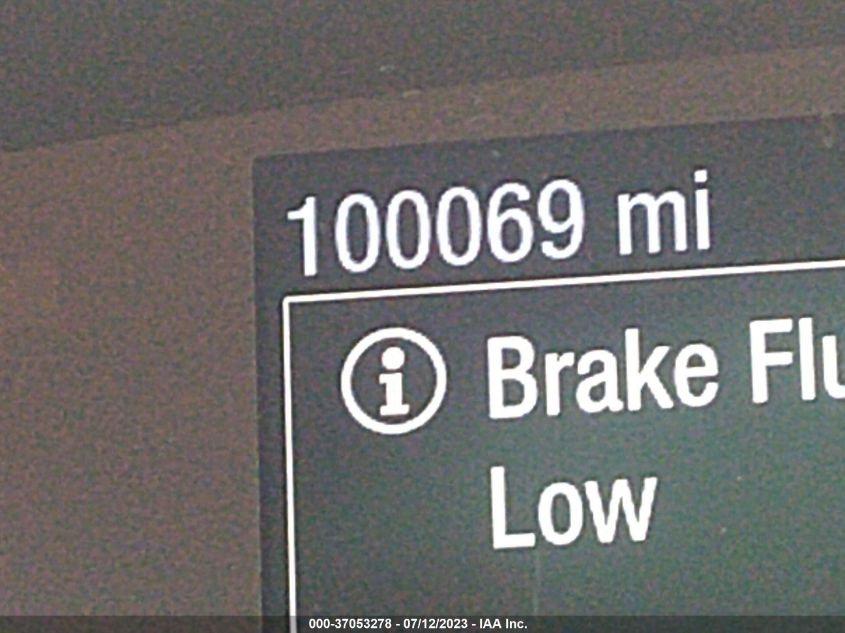 100069 mi
i
Brake Flu
Low
000-37053278 - 07/12/2023 - IAA Inc.